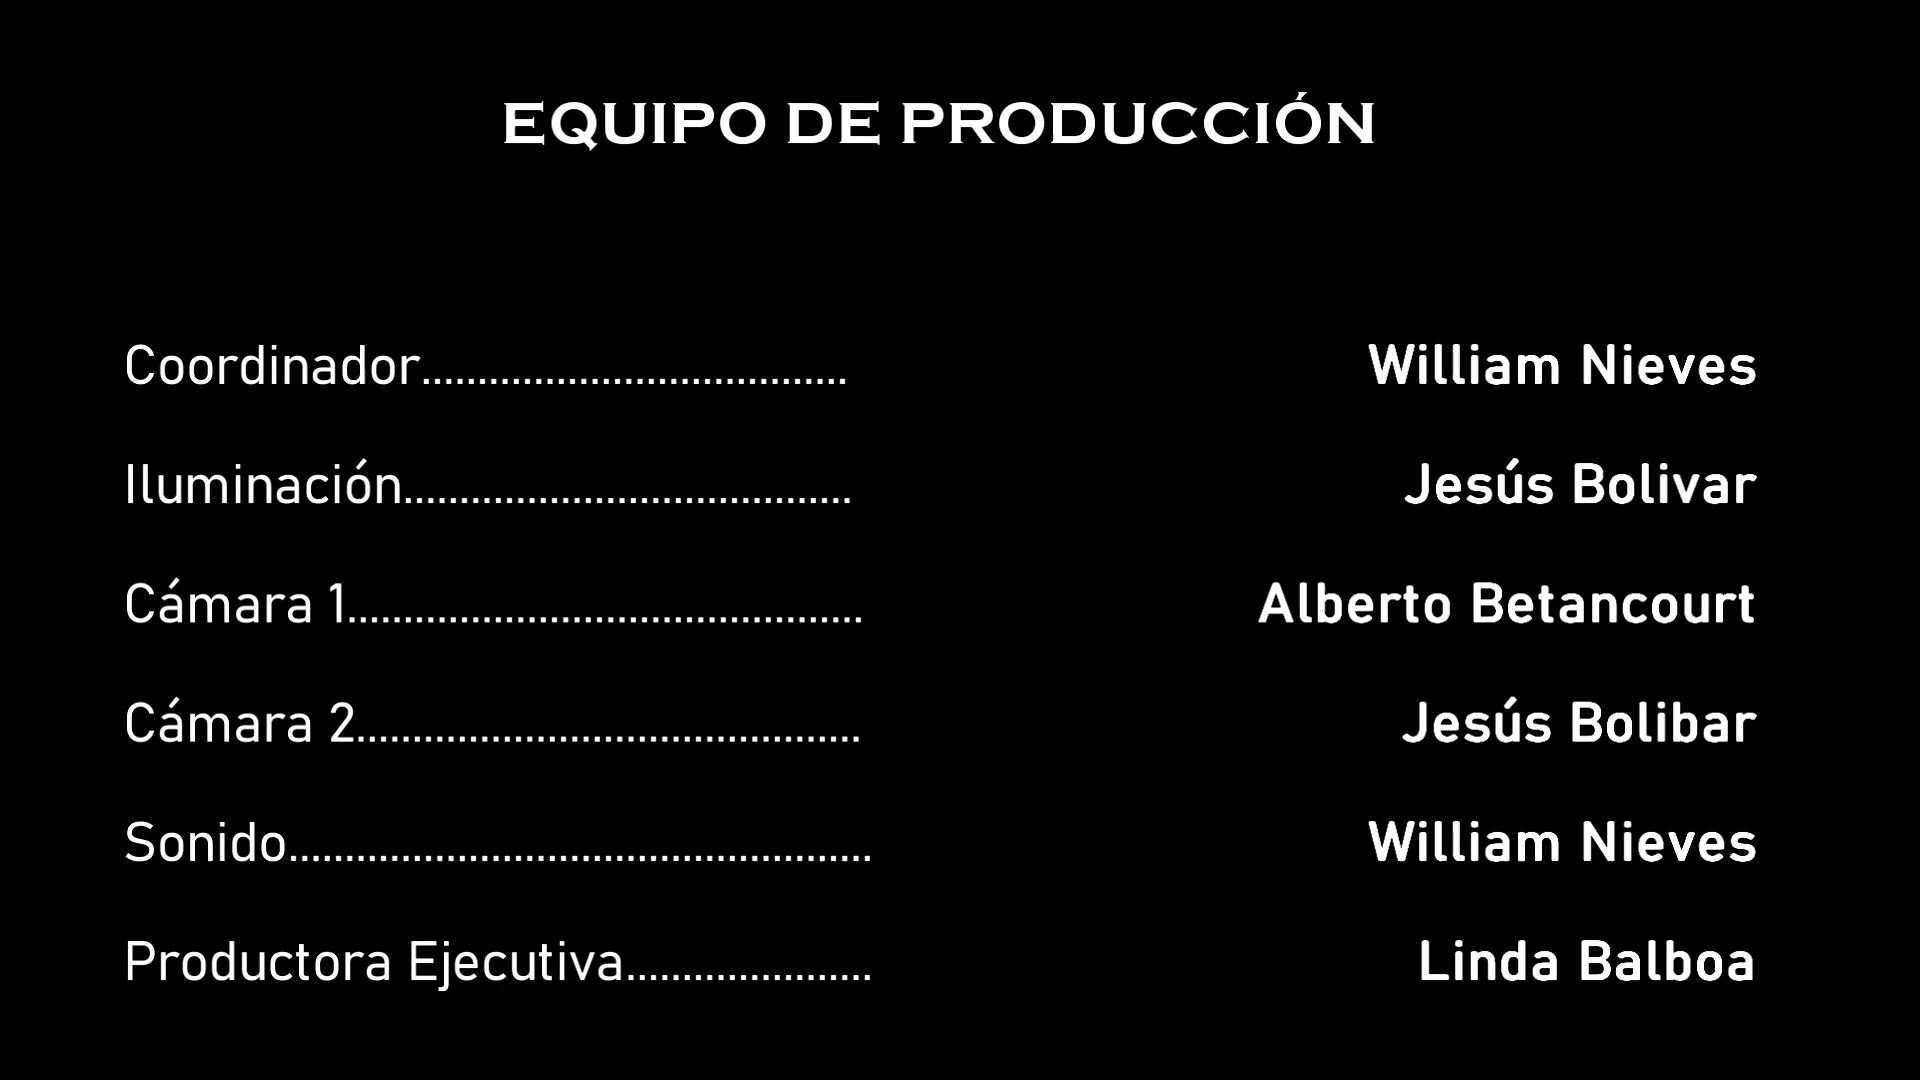 EQUIPO DE PRODUCCIÓN
Coordinador...................................... William Nieves
Iluminación........................................ Jesús Bolivar
Cámara 1.............................................. Alberto Betancourt
Cámara 2............................................. Jesús Bolibar
Sonido.................................................... William Nieves
Productora Ejecutiva...................... Linda Balboa